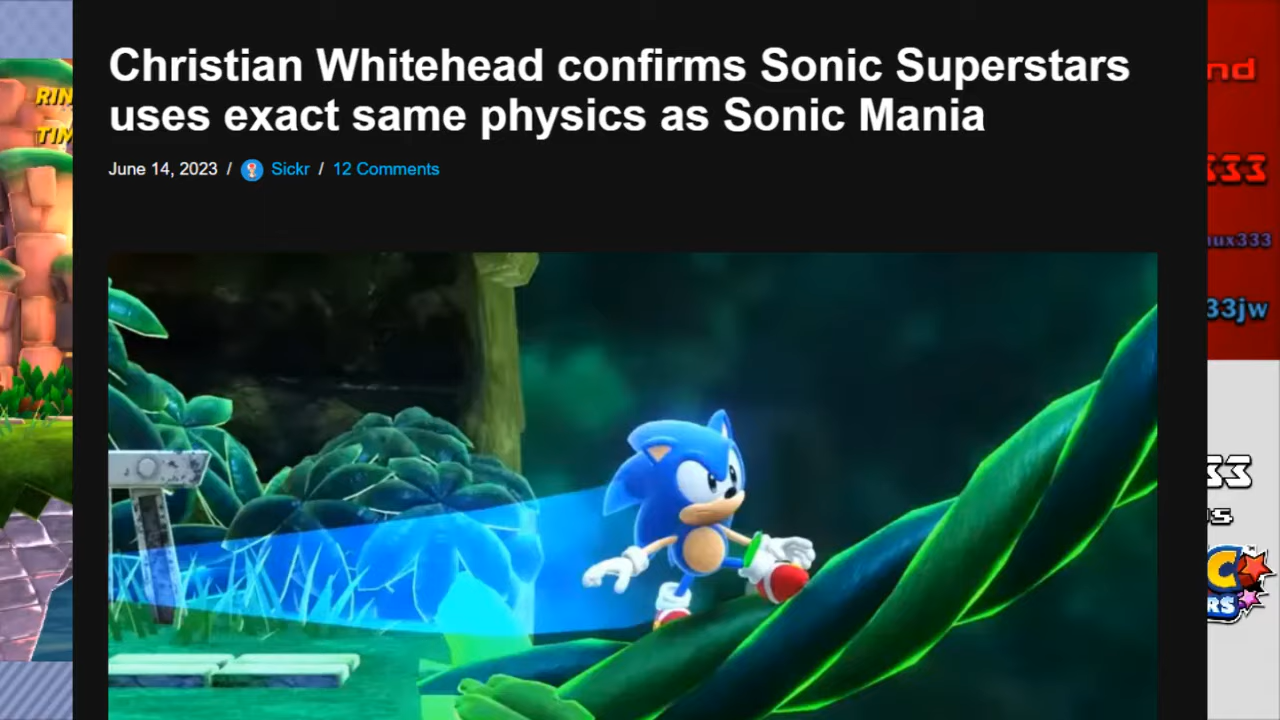 Christian Whitehead confirms Sonic Superstars
uses exact same physics as Sonic Mania
June 14, 2023 / Sickr / 12 Comments